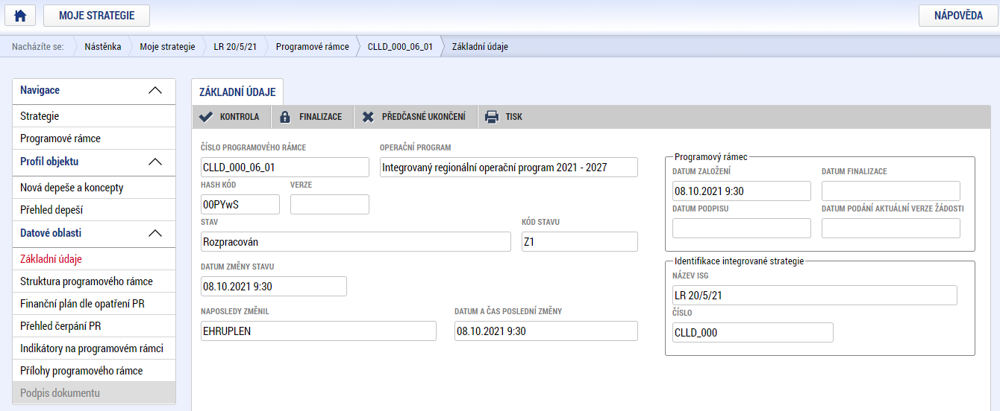 MOJE STRATEGIE
NÁPOVĚDA
Nacházíte se: Nástěnka Moje strategie LR 20/5/21 Programové rámce CLLD_000_06_01 Základní údaje
Navigace
Strategie
Programové rámce
Profil objektu
Nová depeše a koncepty
Přehled depeší
Datové oblasti
Základní údaje
Struktura programového rámce
Finanční plán dle opatření PR
Přehled čerpání PR
Indikátory na programovém rámci
Přílohy programového rámce
Podpis dokumentu
ZÁKLADNÍ ÚDAJE
KONTROLA FINALIZACE PŘEDČASNÉ UKONČENÍ TISK
ČÍSLO PROGRAMOVÉHO RÁMCE OPERAČNÍ PROGRAM
CLLD_000_06_01 Integrovaný regionální operační program 2021 - 2027
HASH KÓD VERZE
00PYwS
STAV KÓD STAVU
Rozpracován Z1
DATUM ZMĚNY STAVU
08.10.2021 9:30
NAPOSLEDY ZMĚNIL DATUM A ČAS POSLEDNÍ ZMĚNY
EHRUPLEN 08.10.2021 9:30
Programový rámec
DATUM ZALOŽENÍ DATUM FINALIZACE
08.10.2021 9:30
DATUM PODPISU DATUM PODÁNÍ AKTUÁLNÍ VERZE ŽÁDOSTI
Identifikace integrované strategie
NÁZEV ISG
LR 20/5/21
ČÍSLO
CLLD_000